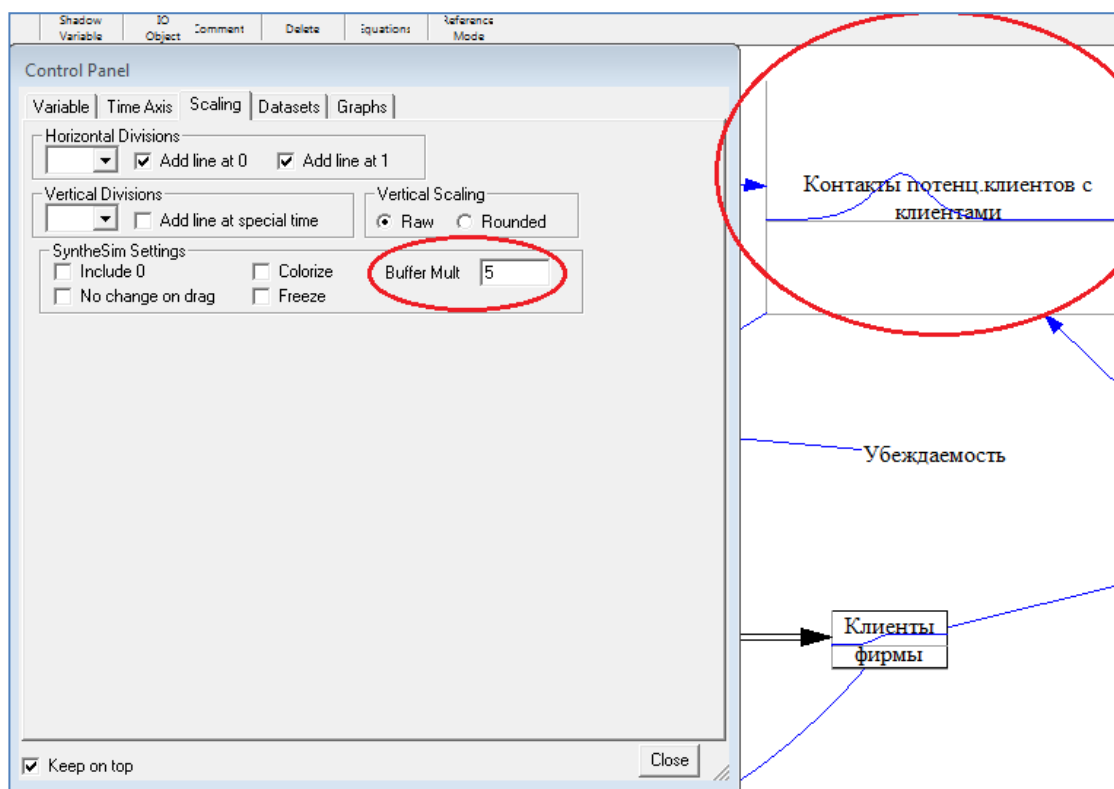 Shadow Variable
IO Object
Comment
Delete
Equations
Reference Mode
Control Panel
Variable
Time Axis
Scaling
Datasets
Graphs
Horizontal Divisions
Add line at 0
Add line at 1
Vertical Divisions
Add line at special time
Vertical Scaling
Raw
Rounded
SyntheSim Settings
Include 0
Colorize
Buffer Mult
5
No change on drag
Freeze
Keep on top
Close
Контакты потенц.клиентов с
клиентами
Убеждаемость
Клиенты
фирмы